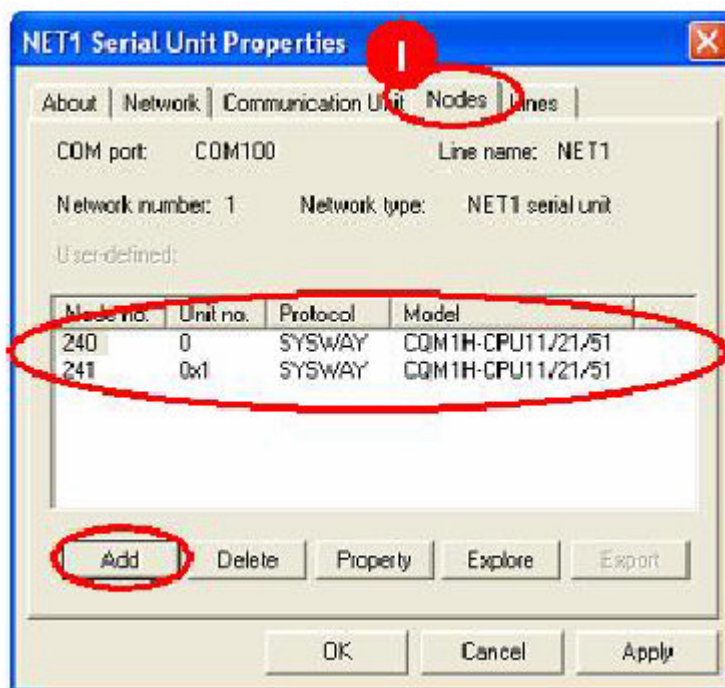 NET1 Serial Unit Properties
1
About Network Communication Unit Nodes Lines
COM port: COM100 Line name: NET1
Network number: 1 Network type: NET1 serial unit
User-defined:
Node no. Unit no. Protocol Model
240 0 SYSWAY CQM1H-CPU11/21/51
241 0x1 SYSWAY CQM1H-CPU11/21/51
Add Delete Property Explore Export
OK Cancel Apply